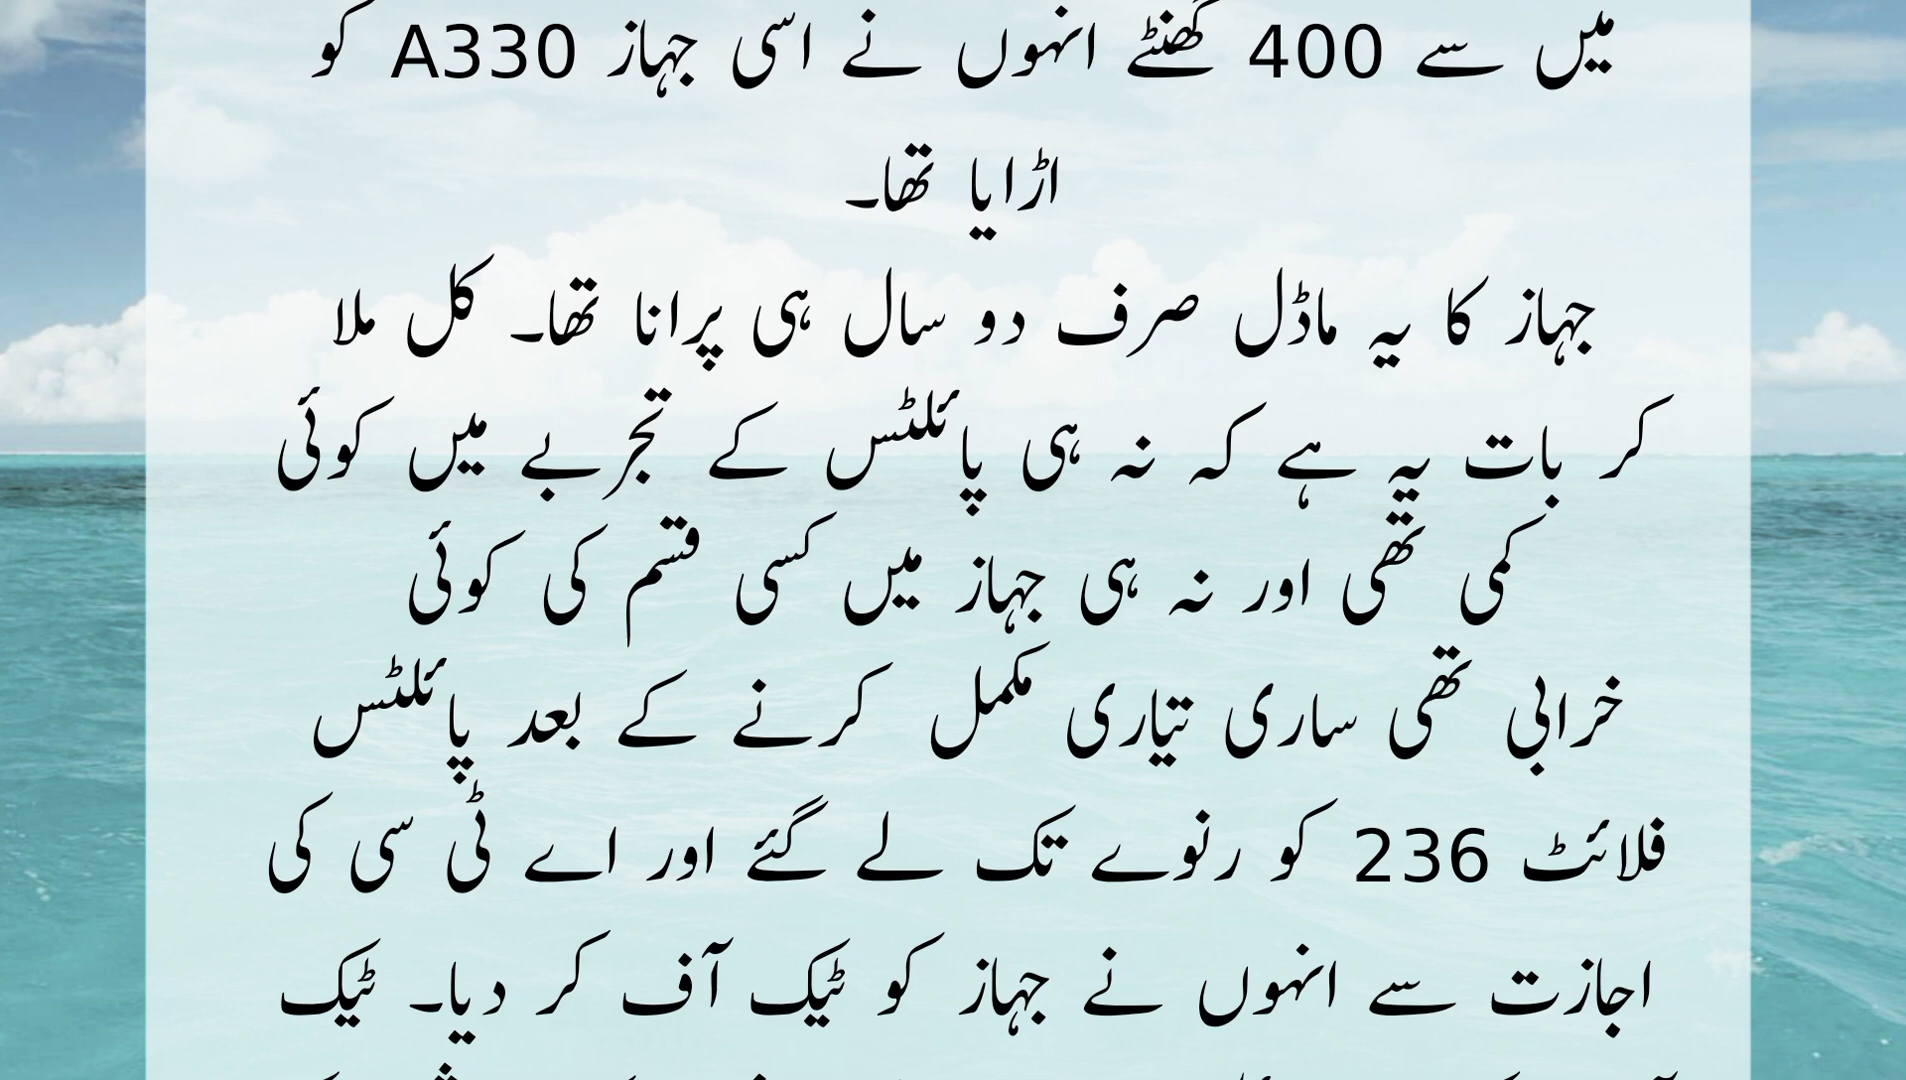 میں سے 400 گھنٹے انہوں نے اسی جہاز A330 کو
اڑایا تھا۔
جہاز کا یہ ماڈل صرف دو سال ہی پرانا تھا۔ کل ملا
کر بات یہ ہے کہ نہ ہی پائلٹس کے تجربے میں کوئی
کمی تھی اور نہ ہی جہاز میں کسی قسم کی کوئی
خرابی تھی ساری تیاری مکمل کرنے کے بعد پائلٹس
فلائٹ 236 کو رنوے تک لے گئے اور اے ٹی سی کی
اجازت سے انہوں نے جہاز کو ٹیک آف کر دیا۔ ٹیک